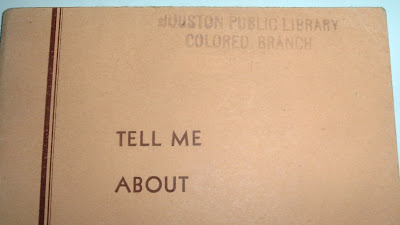 HOUSTON PUBLIC LIBRARY
COLORED BRANCH
TELL ME
ABOUT